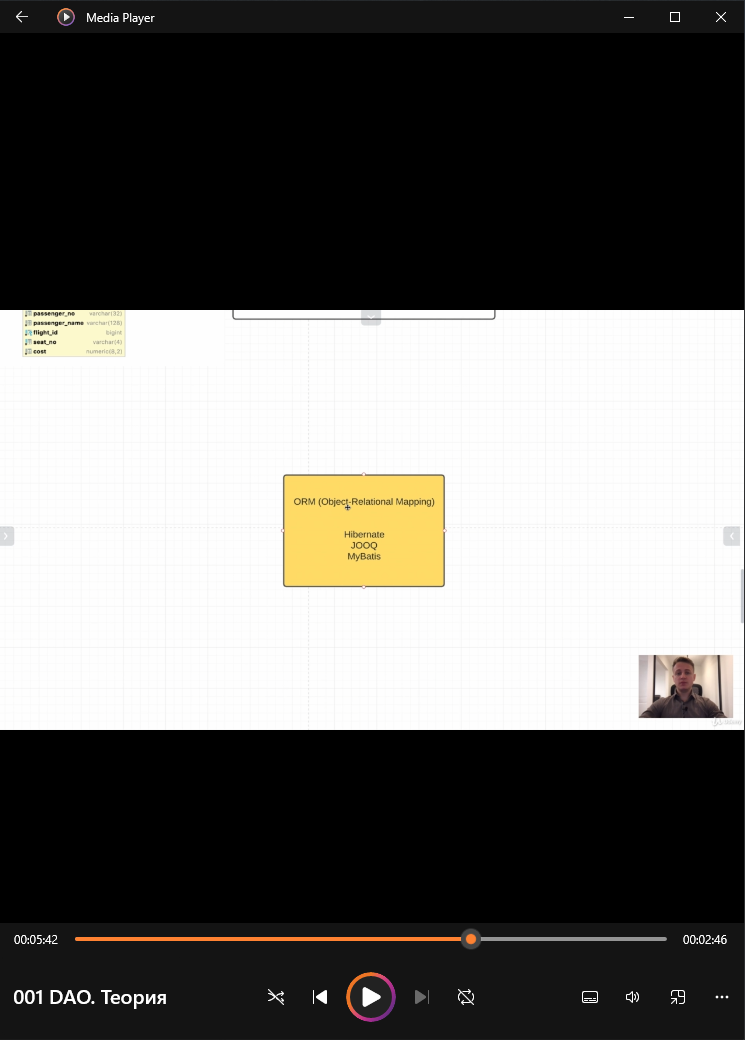 Media Player
passenger_no varchar(32)
passenger_name varchar(128)
flight_id bigint
seat_no varchar(4)
cost numeric(8,2)
ORM (Object-Relational Mapping)
Hibernate
JOOQ
MyBatis
00:05:42
00:02:46
001 DAO. Теория